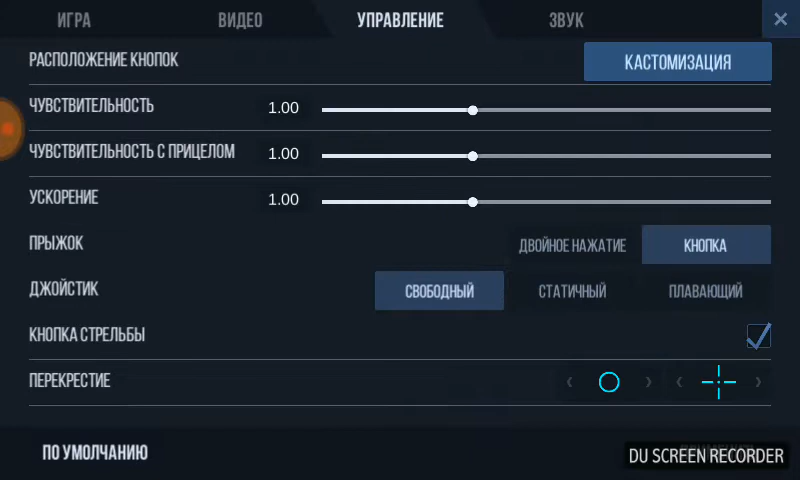 ИГРА ВИДЕО УПРАВЛЕНИЕ ЗВУК
РАСПОЛОЖЕНИЕ КНОПОК КАСТОМИЗАЦИЯ
ЧУВСТВИТЕЛЬНОСТЬ 1.00
ЧУВСТВИТЕЛЬНОСТЬ С ПРИЦЕЛОМ 1.00
УСКОРЕНИЕ 1.00
ПРЫЖОК ДВОЙНОЕ НАЖАТИЕ КНОПКА
ДЖОЙСТИК СВОБОДНЫЙ СТАТИЧНЫЙ ПЛАВАЮЩИЙ
КНОПКА СТРЕЛЬБЫ
ПЕРЕКРЕСТИЕ
ПО УМОЛЧАНИЮ DU SCREEN RECORDER